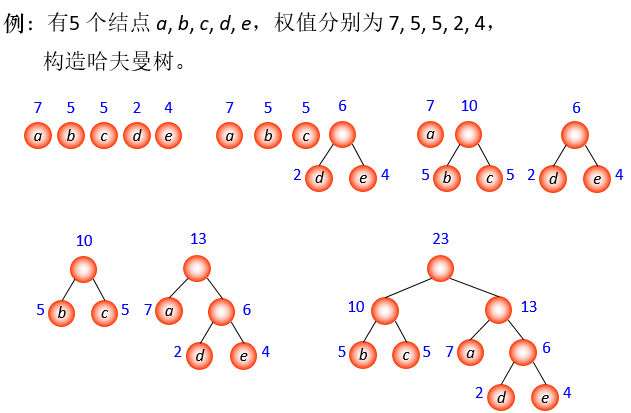 例：有5 个结点 a, b, c, d, e，权值分别为 7, 5, 5, 2, 4，
构造哈夫曼树。
7 5 5 2 4
a b c d e
7 5 5 6
a b c
2 d e 4
7 10
a
5 b c 5
6
2 d e 4
10
5 b c 5
13
7 a 6
2 d e 4
23
10 13
5 b c 5 7 a 6
2 d e 4